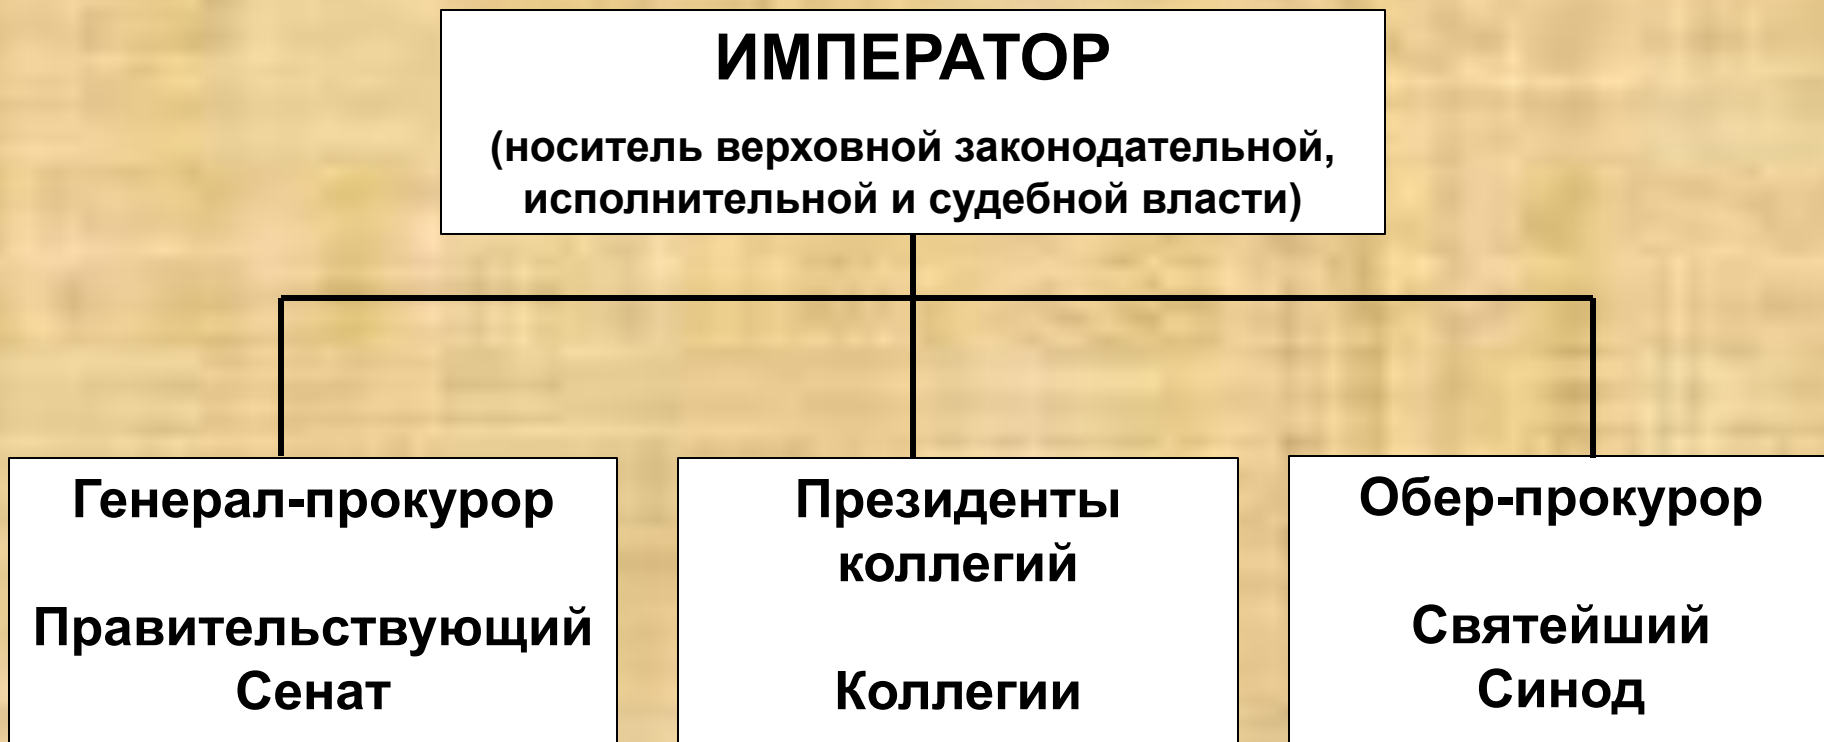 ИМПЕРАТОР
(носитель верховной законодательной,
исполнительной и судебной власти)
Генерал-прокурор
Правительствующий
Сенат
Президенты
коллегий
Коллегии
Обер-прокурор
Святейший
Синод